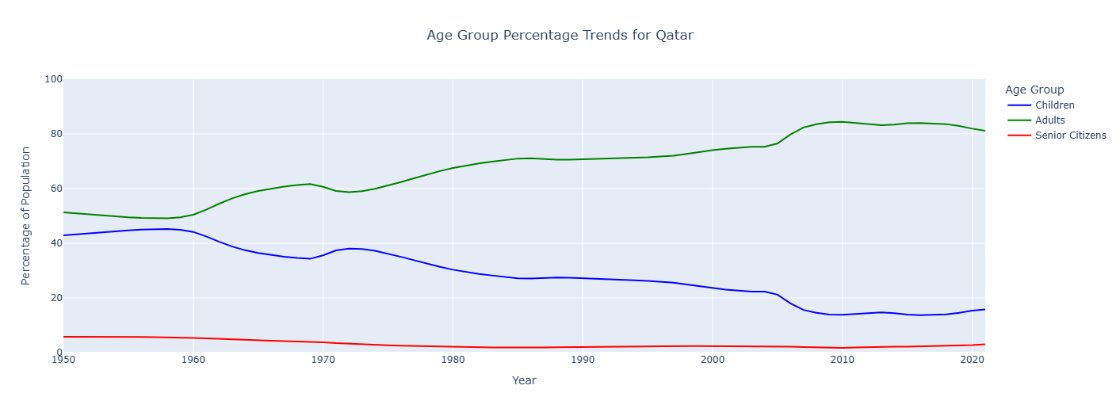 Age Group Percentage Trends for Qatar
Age Group
Children
Adults
Senior Citizens
Percentage of Population
100
80
60
40
20
0
1950
1960
1970
1980
1990
2000
2010
2020
Year